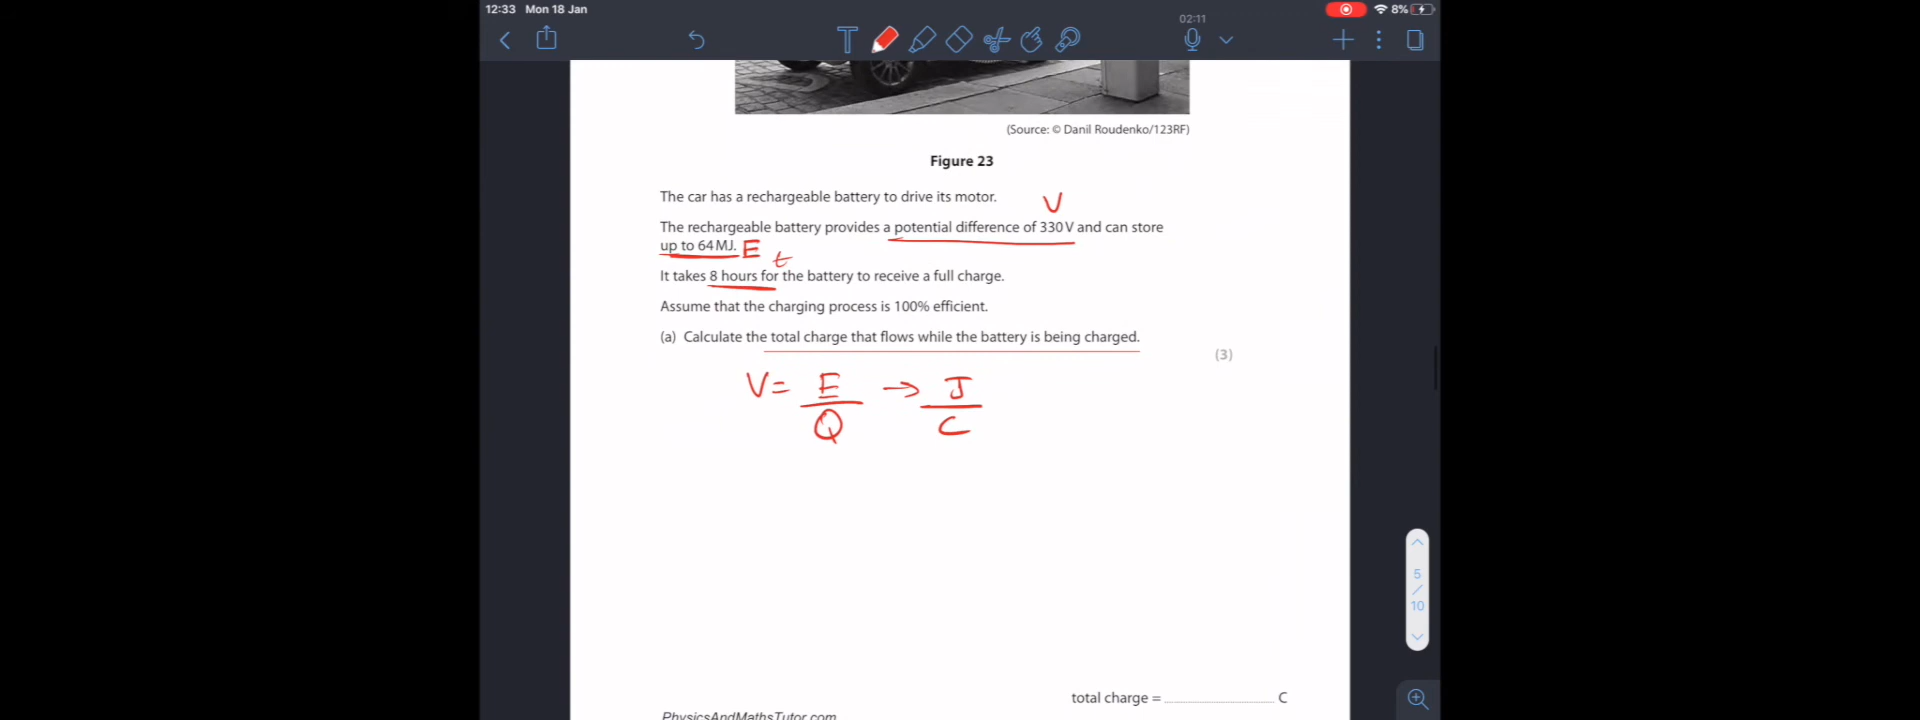 12:33 Mon 18 Jan
8%
02:11
T
(Source: © Danil Roudenko/123RF)
Figure 23
The car has a rechargeable battery to drive its motor.
V
The rechargeable battery provides a potential difference of 330 V and can store
up to 64 MJ. E
t
It takes 8 hours for the battery to receive a full charge.
Assume that the charging process is 100% efficient.
(a) Calculate the total charge that flows while the battery is being charged.
(3)
V = E/Q → J/C
5
/
10
total charge = ............................ C
PhysicsAndMathsTutor.com